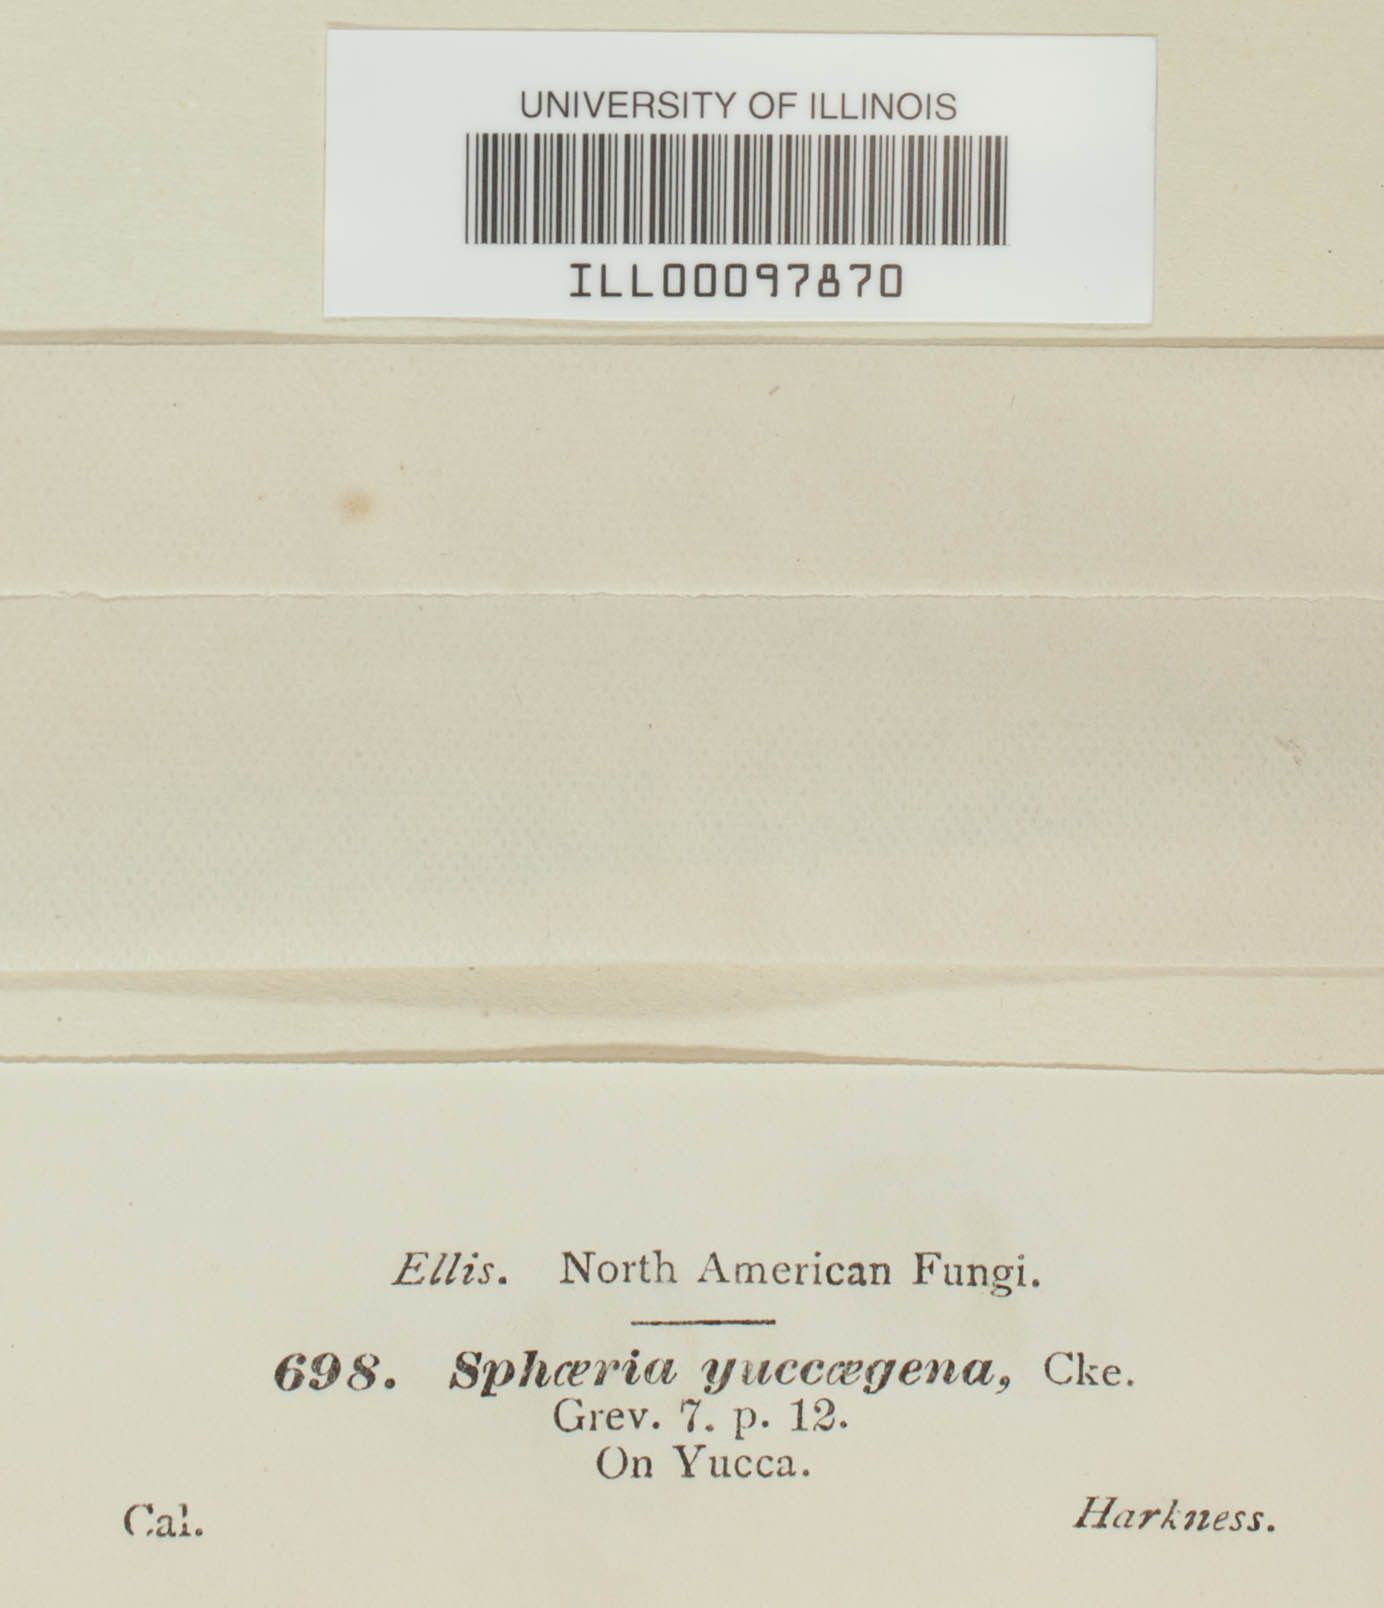 UNIVERSITY OF ILLINOIS
ILL00097870
Ellis. North American Fungi.
698. Sphæria yuccægena, Cke.
Grev. 7. p. 12.
On Yucca.
Cal. Harkness.